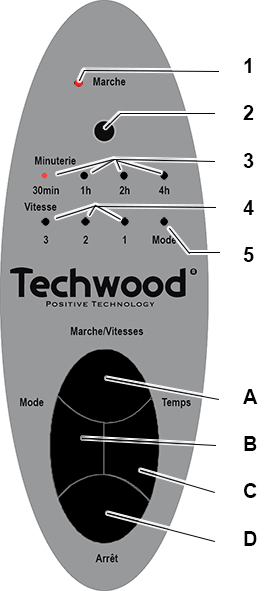 1
Marche
2
Minuterie
3
30min 1h 2h 4h
Vitesse
4
3 2 1 Mode
5
Techwood®
POSITIVE TECHNOLOGY
Marche/Vitesses
A
Mode Temps
B
C
D
Arrêt